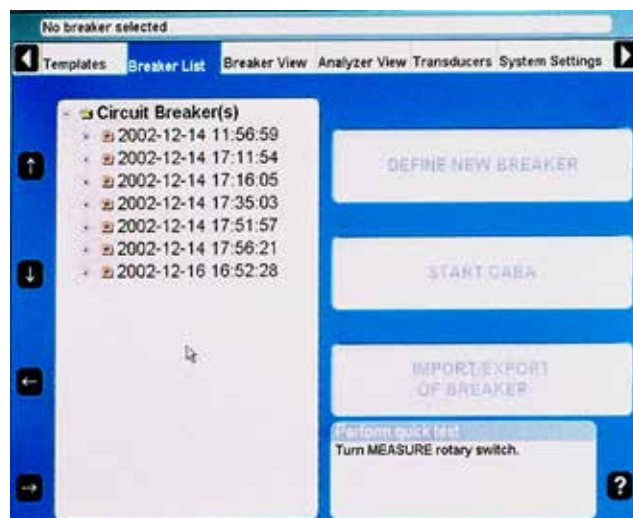 No breaker selected
Templates Breaker List Breaker View Analyzer View Transducers System Settings
Circuit Breaker(s)
2002-12-14 11:56:59
2002-12-14 17:11:54
2002-12-14 17:16:05
2002-12-14 17:35:03
2002-12-14 17:51:57
2002-12-14 17:56:21
2002-12-16 16:52:28
DEFINE NEW BREAKER
START CABA
IMPORT/EXPORT
OF BREAKER
Perform quick test
Turn MEASURE rotary switch.
?